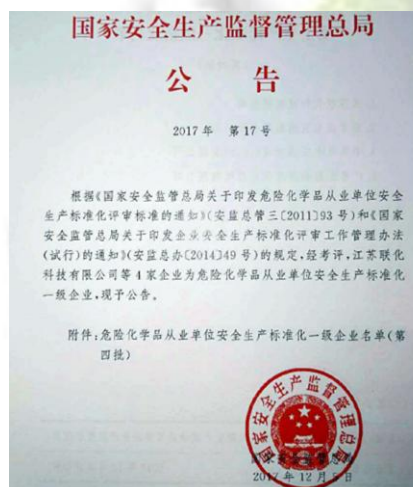 国家安全生产监督管理总局
公告
2017年 第17号
根据《国家安全监管总局关于印发危险化学品从业单位安全
生产标准化评审标准的通知》(安监总管三〔2011〕93号)和《国家
安全监管总局关于印发企业安全生产标准化评审工作管理办法
(试行)的通知》(安监总办〔2014〕49号)的规定,经考评,江苏联化
科技有限公司等4家企业为危险化学品从业单位安全生产标准化
一级企业,现予公告。
附件:危险化学品从业单位安全生产标准化一级企业名单(第
四批)
国家安全生产监督管理总局
2017年12月5日